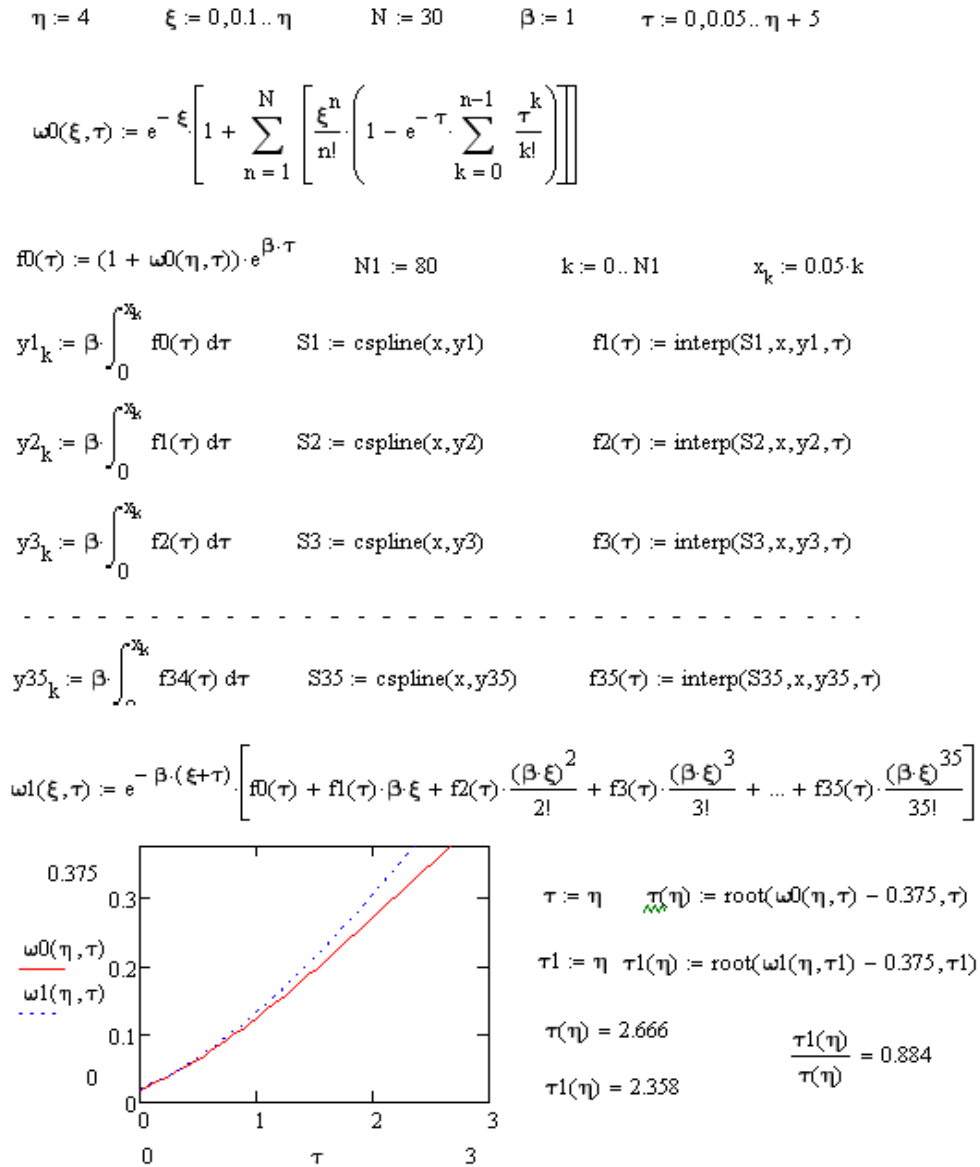 η := 4 ξ := 0,0.1.. η N := 30 β := 1 τ := 0,0.05.. η + 5
ω0(ξ,τ) := e^(- ξ)·[1 + ∑_(n = 1)^N [ξ^n/n!·(1 - e^(- τ)·∑_(k = 0)^(n-1) τ^k/k!)]]
f0(τ) := (1 + ω0(η,τ))·e^(β·τ) N1 := 80 k := 0.. N1 x_k := 0.05·k
y1_k := β·∫_0^(x_k) f0(τ) dτ S1 := cspline(x,y1) f1(τ) := interp(S1,x,y1,τ)
y2_k := β·∫_0^(x_k) f1(τ) dτ S2 := cspline(x,y2) f2(τ) := interp(S2,x,y2,τ)
y3_k := β·∫_0^(x_k) f2(τ) dτ S3 := cspline(x,y3) f3(τ) := interp(S3,x,y3,τ)
- - - - - - - - - - - - - - - - - - - - - - - - - - - - - - - - - - -
y35_k := β·∫_0^(x_k) f34(τ) dτ S35 := cspline(x,y35) f35(τ) := interp(S35,x,y35,τ)
ω1(ξ,τ) := e^(- β·(ξ+τ))·[f0(τ) + f1(τ)·β·ξ + f2(τ)·(β·ξ)^2/2! + f3(τ)·(β·ξ)^3/3! + ... + f35(τ)·(β·ξ)^35/35!]
0.375
0.3
ω0(η,τ)
0.2
ω1(η,τ)
0.1
0
0
0 1 2 3
0 τ 3
τ := η τ(η) := root(ω0(η,τ) - 0.375,τ)
τ1 := η τ1(η) := root(ω1(η,τ1) - 0.375,τ1)
τ(η) = 2.666
τ1(η) = 2.358
τ1(η)/τ(η) = 0.884